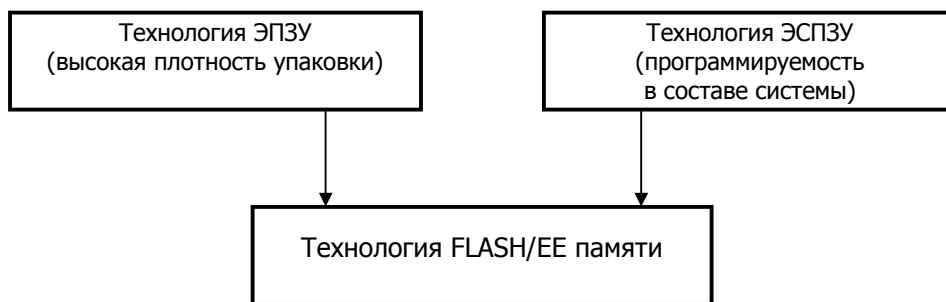 Технология ЭПЗУ
(высокая плотность упаковки)
Технология ЭСПЗУ
(программируемость
в составе системы)
Технология FLASH/EE памяти